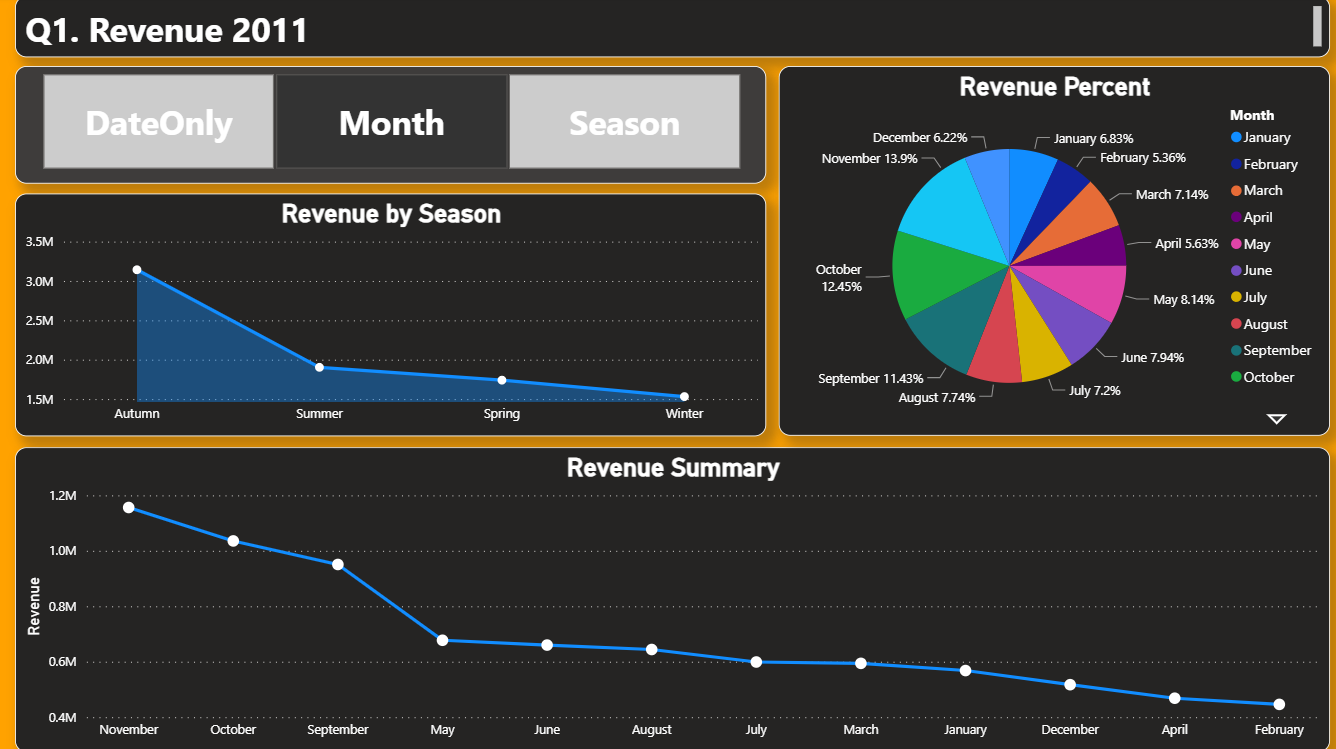 Q1. Revenue 2011
DateOnly
Month
Season
Revenue by Season
3.5M
3.0M
2.5M
2.0M
1.5M
Autumn
Summer
Spring
Winter
Revenue Percent
January 6.83%
February 5.36%
March 7.14%
April 5.63%
May 8.14%
June 7.94%
July 7.2%
August 7.74%
September 11.43%
October
12.45%
November 13.9%
December 6.22%
Month
January
February
March
April
May
June
July
August
September
October
Revenue Summary
Revenue
1.2M
1.0M
0.8M
0.6M
0.4M
November
October
September
May
June
August
July
March
January
December
April
February